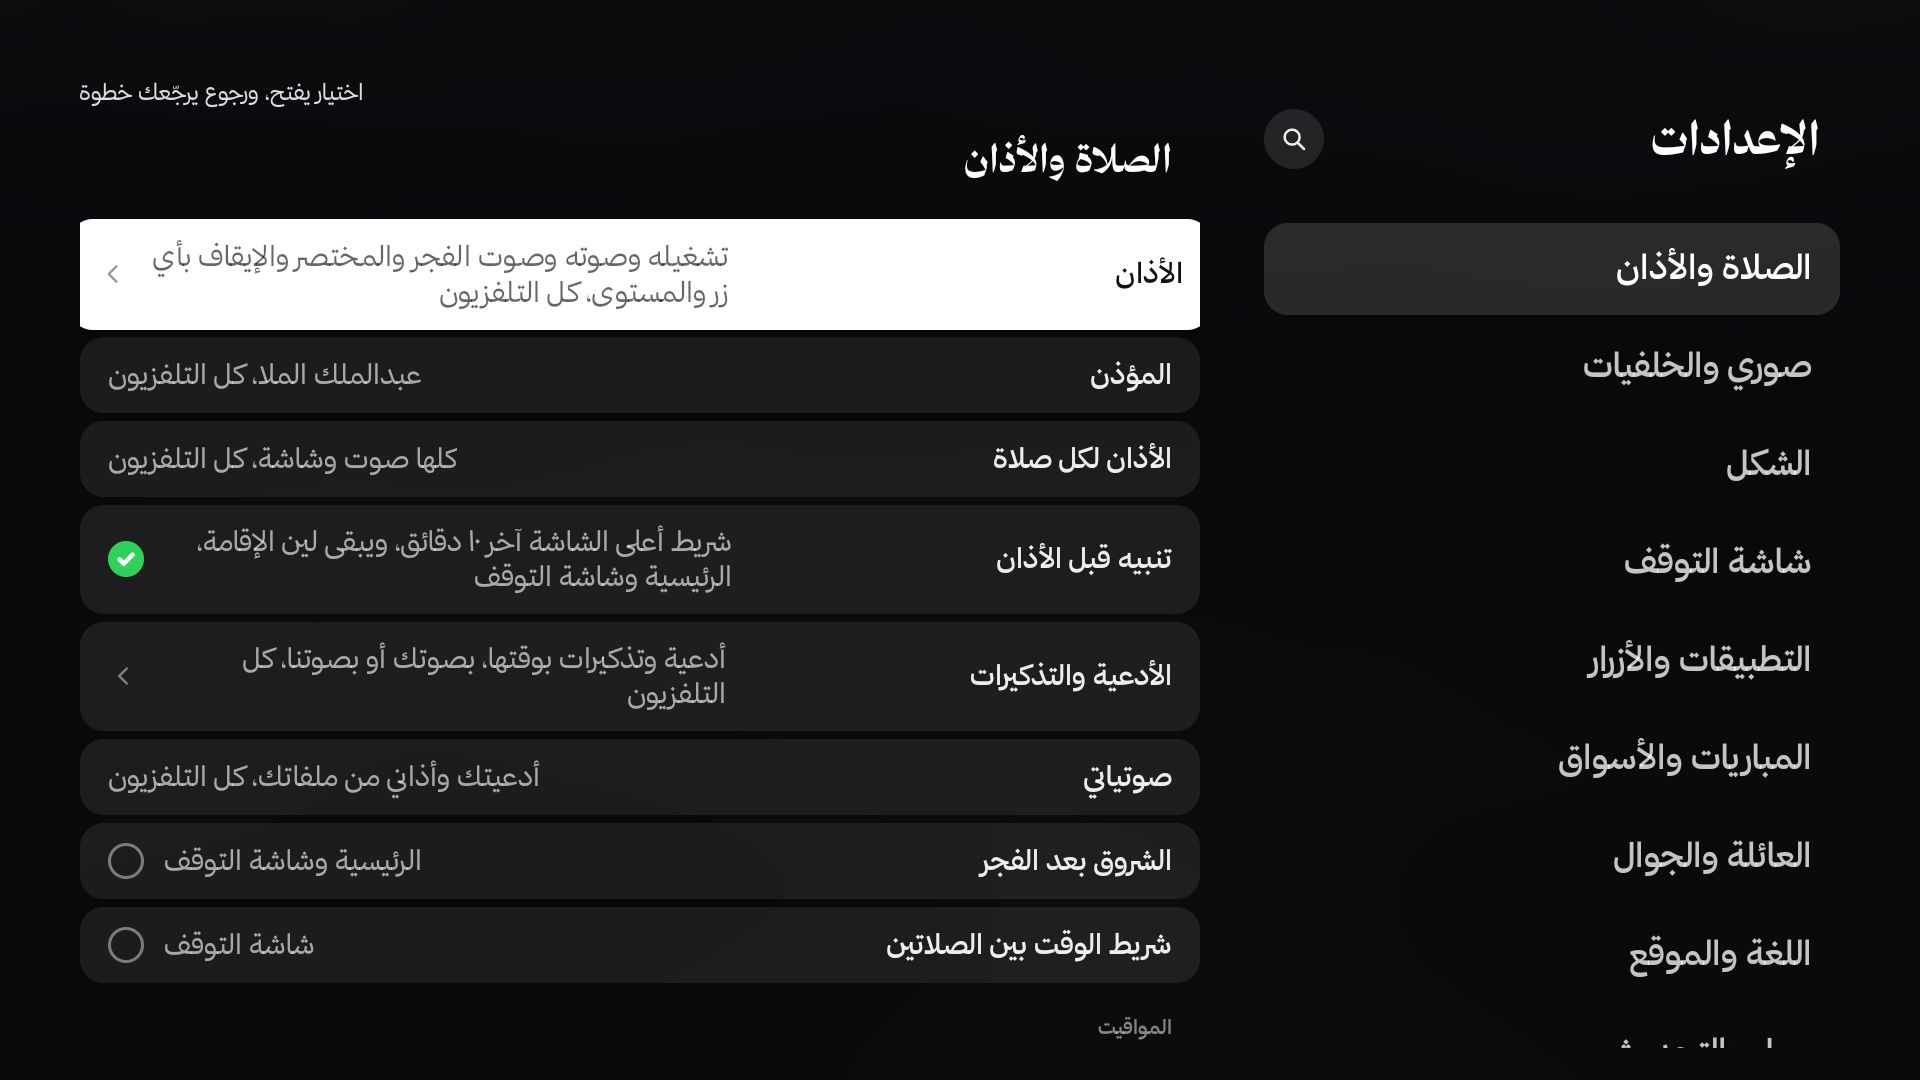 اختيار يفتح، ورجوع يرجّعك خطوة
الإعدادات
الصلاة والأذان
صوري والخلفيات
الشكل
شاشة التوقف
التطبيقات والأزرار
المباريات والأسواق
العائلة والجوال
اللغة والموقع
الصلاة والأذان
الأذان
تشغيله وصوته وصوت الفجر والمختصر والإيقاف بأي
زر والمستوى، كل التلفزيون
المؤذن
عبدالملك الملا، كل التلفزيون
الأذان لكل صلاة
كلها صوت وشاشة، كل التلفزيون
تنبيه قبل الأذان
شريط أعلى الشاشة آخر ١٠ دقائق، ويبقى لين الإقامة،
الرئيسية وشاشة التوقف
الأدعية والتذكيرات
أدعية وتذكيرات بوقتها، بصوتك أو بصوتنا، كل
التلفزيون
صوتياتي
أدعيتك وأذاني من ملفاتك، كل التلفزيون
الشروق بعد الفجر
الرئيسية وشاشة التوقف
شريط الوقت بين الصلاتين
شاشة التوقف
المواقيت